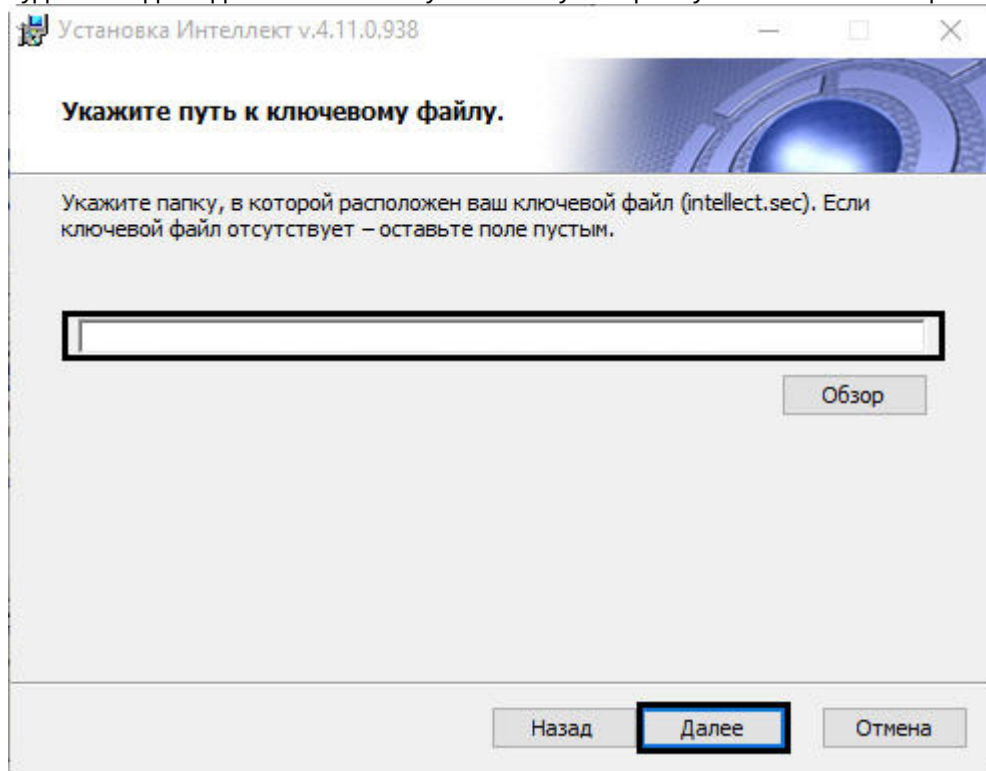 Установка Интеллект v.4.11.0.938
Укажите путь к ключевому файлу.
Укажите папку, в которой расположен ваш ключевой файл (intellect.sec). Если
ключевой файл отсутствует – оставьте поле пустым.
Обзор
Назад
Далее
Отмена